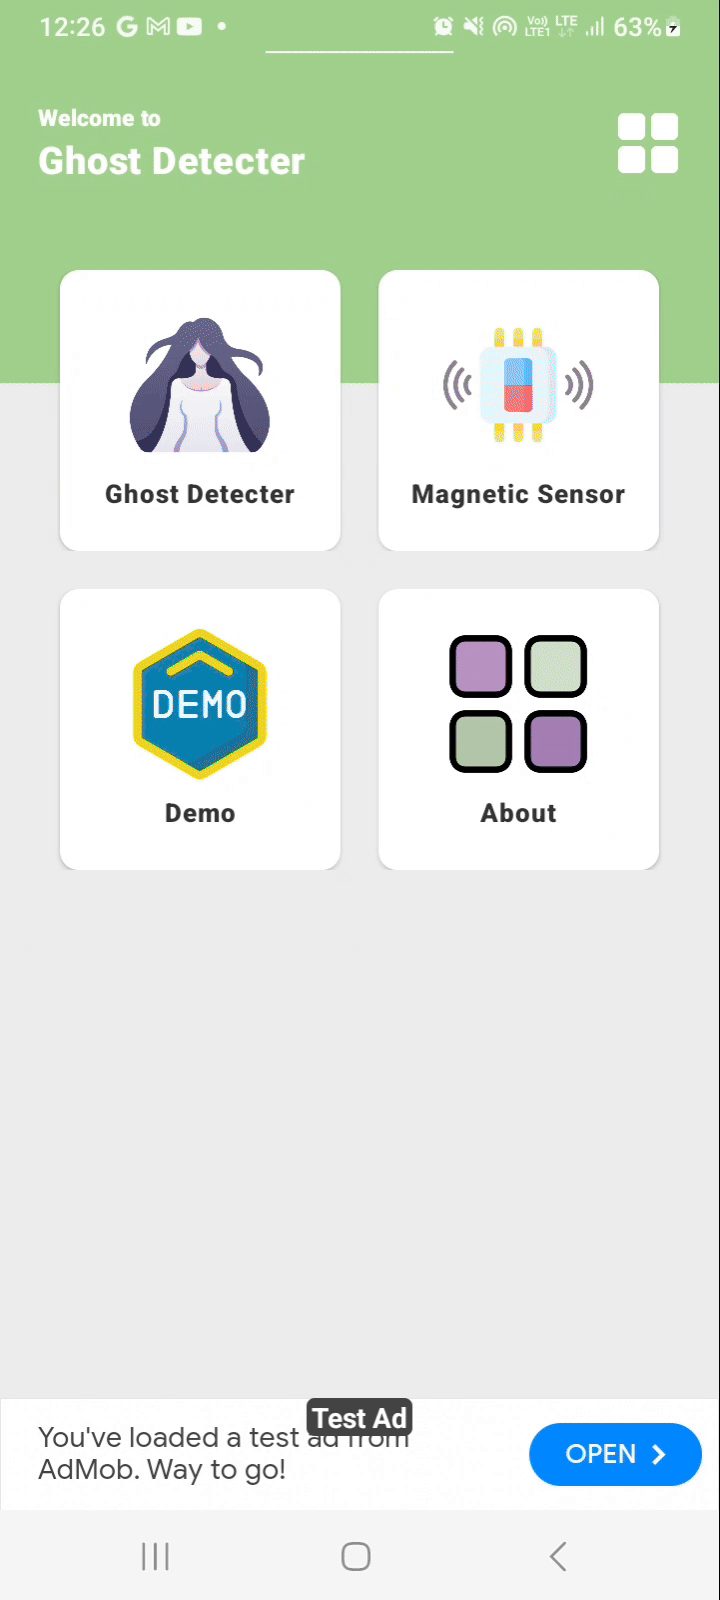 12:26
Vo)) LTE 63%
LTE1
Welcome to
Ghost Detecter
Ghost Detecter
Magnetic Sensor
DEMO
Demo
About
Test Ad
You've loaded a test ad from
AdMob. Way to go!
OPEN